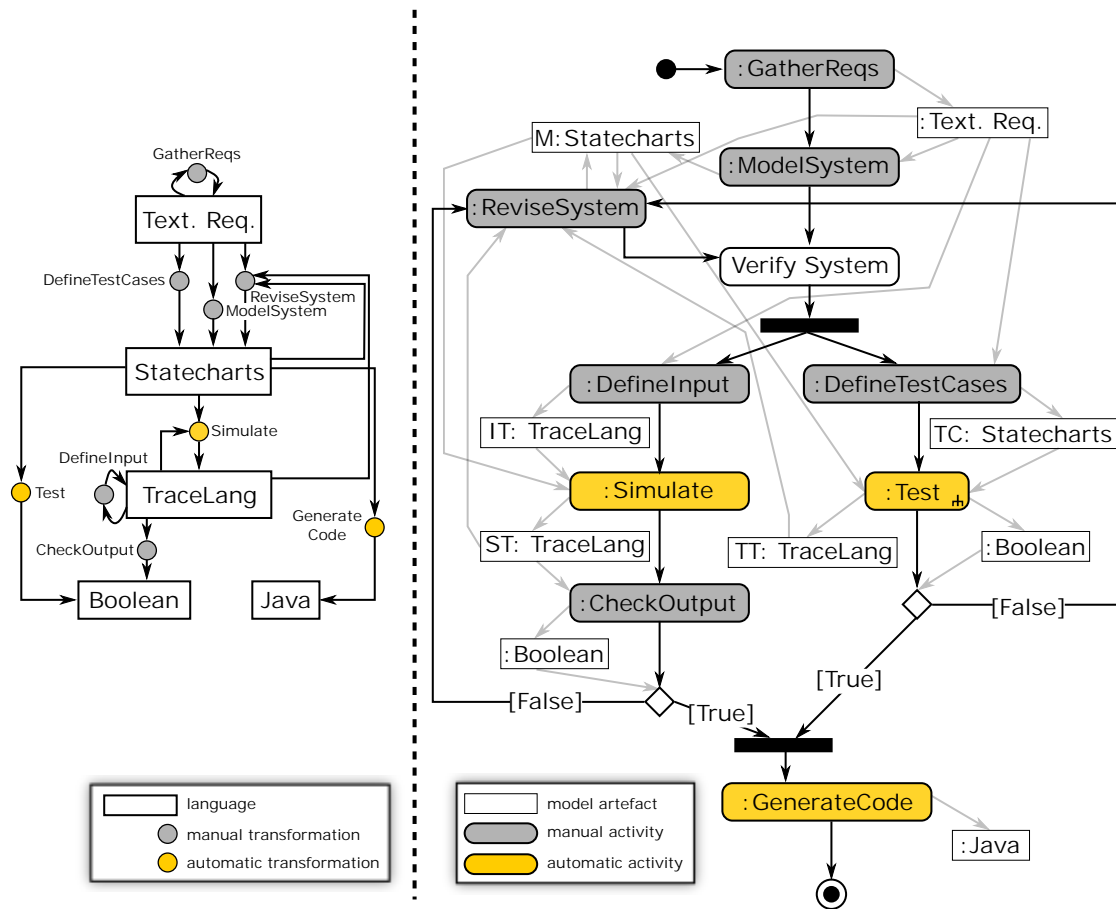 GatherReqs
Text. Req.
DefineTestCases
ReviseSystem
ModelSystem
Statecharts
Simulate
DefineInput
Test
TraceLang
Generate
Code
CheckOutput
Boolean
Java
language
manual transformation
automatic transformation
:GatherReqs
:Text. Req.
M:Statecharts
:ModelSystem
:ReviseSystem
Verify System
:DefineInput
:DefineTestCases
IT: TraceLang
TC: Statecharts
:Simulate
:Test
ST: TraceLang
TT: TraceLang
:Boolean
:CheckOutput
[False]
:Boolean
[True]
[False]
[True]
:GenerateCode
:Java
model artefact
manual activity
automatic activity